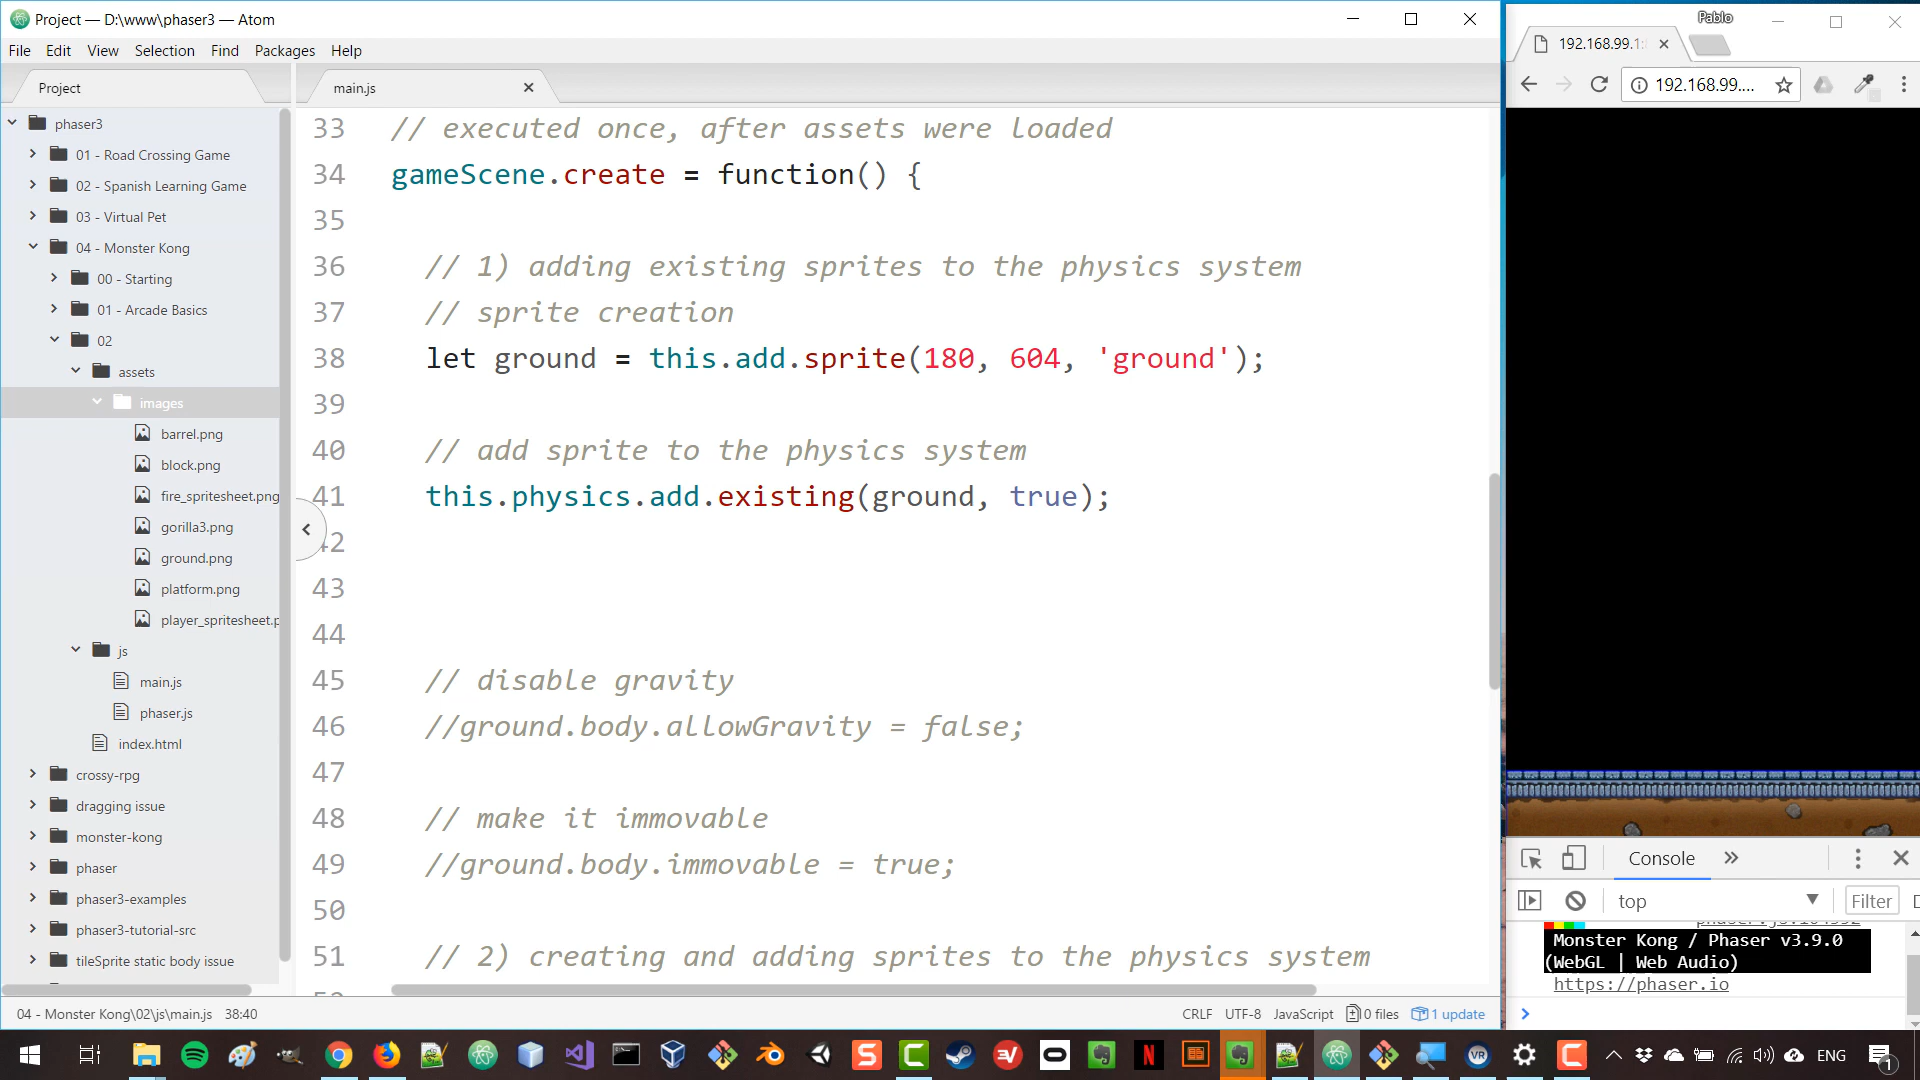 Project — D:\www\phaser3 — Atom
File Edit View Selection Find Packages Help
Project
main.js
phaser3
01 - Road Crossing Game
02 - Spanish Learning Game
03 - Virtual Pet
04 - Monster Kong
00 - Starting
01 - Arcade Basics
02
assets
images
barrel.png
block.png
fire_spritesheet.png
gorilla3.png
ground.png
platform.png
player_spritesheet.p
js
main.js
phaser.js
index.html
crossy-rpg
dragging issue
monster-kong
phaser
phaser3-examples
phaser3-tutorial-src
tileSprite static body issue
33 // executed once, after assets were loaded
34 gameScene.create = function() {
35
36 // 1) adding existing sprites to the physics system
37 // sprite creation
38 let ground = this.add.sprite(180, 604, 'ground');
39
40 // add sprite to the physics system
41 this.physics.add.existing(ground, true);
42
43
44
45 // disable gravity
46 //ground.body.allowGravity = false;
47
48 // make it immovable
49 //ground.body.immovable = true;
50
51 // 2) creating and adding sprites to the physics system
04 - Monster Kong\02\js\main.js 38:40
CRLF UTF-8 JavaScript 0 files 1 update
Pablo
192.168.99.1:
192.168.99....
Console
top
Filter
Monster Kong / Phaser v3.9.0
(WebGL | Web Audio)
https://phaser.io
ENG
1